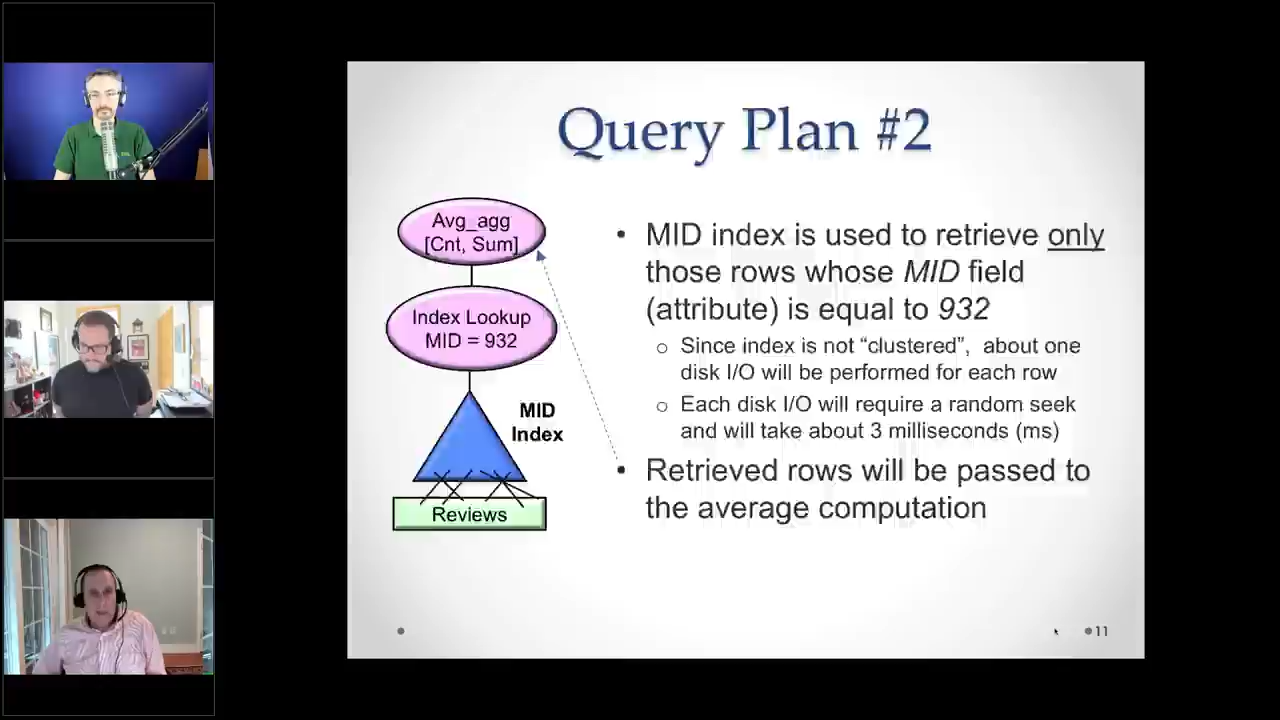 Query Plan #2
Avg_agg
[Cnt, Sum]
Index Lookup
MID = 932
MID
Index
Reviews
• MID index is used to retrieve only
those rows whose MID field
(attribute) is equal to 932
o Since index is not “clustered”, about one
disk I/O will be performed for each row
o Each disk I/O will require a random seek
and will take about 3 milliseconds (ms)
• Retrieved rows will be passed to
the average computation
11